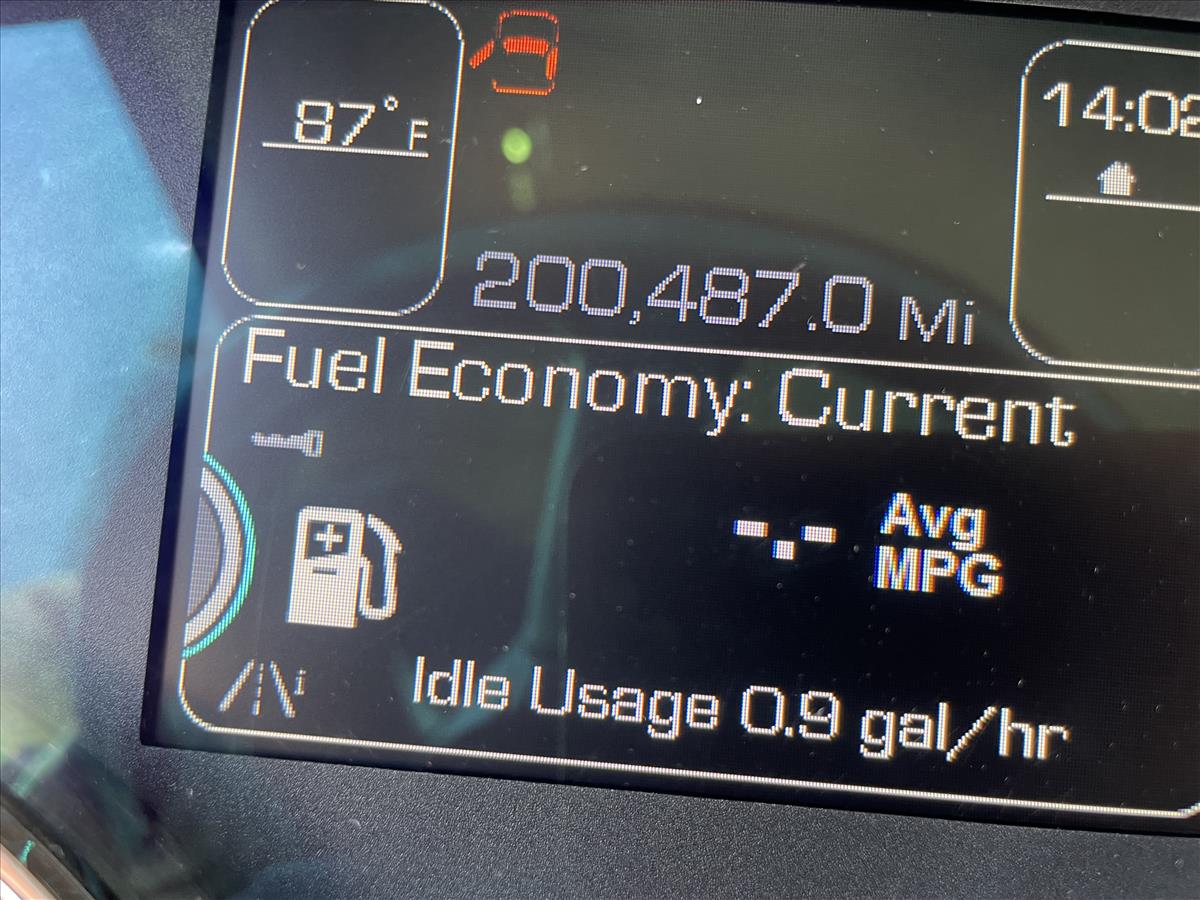 87°F
14:02
200,487.0 Mi
Fuel Economy: Current
-.- Avg
MPG
i
Idle Usage 0.9 gal/hr